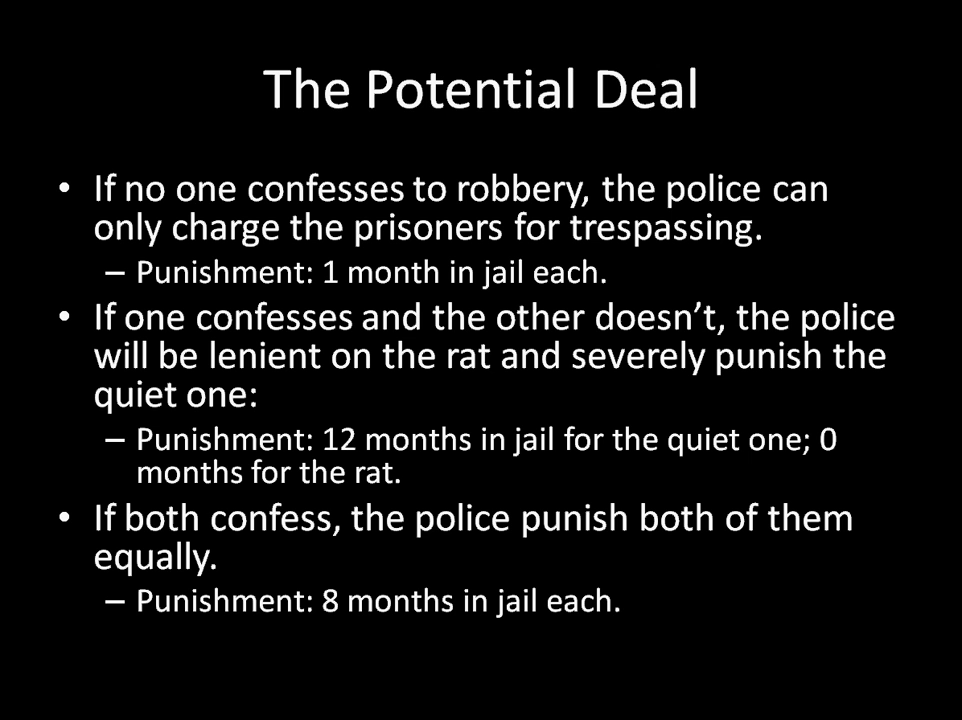 The Potential Deal
• If no one confesses to robbery, the police can
only charge the prisoners for trespassing.
– Punishment: 1 month in jail each.
• If one confesses and the other doesn’t, the police
will be lenient on the rat and severely punish the
quiet one:
– Punishment: 12 months in jail for the quiet one; 0
months for the rat.
• If both confess, the police punish both of them
equally.
– Punishment: 8 months in jail each.